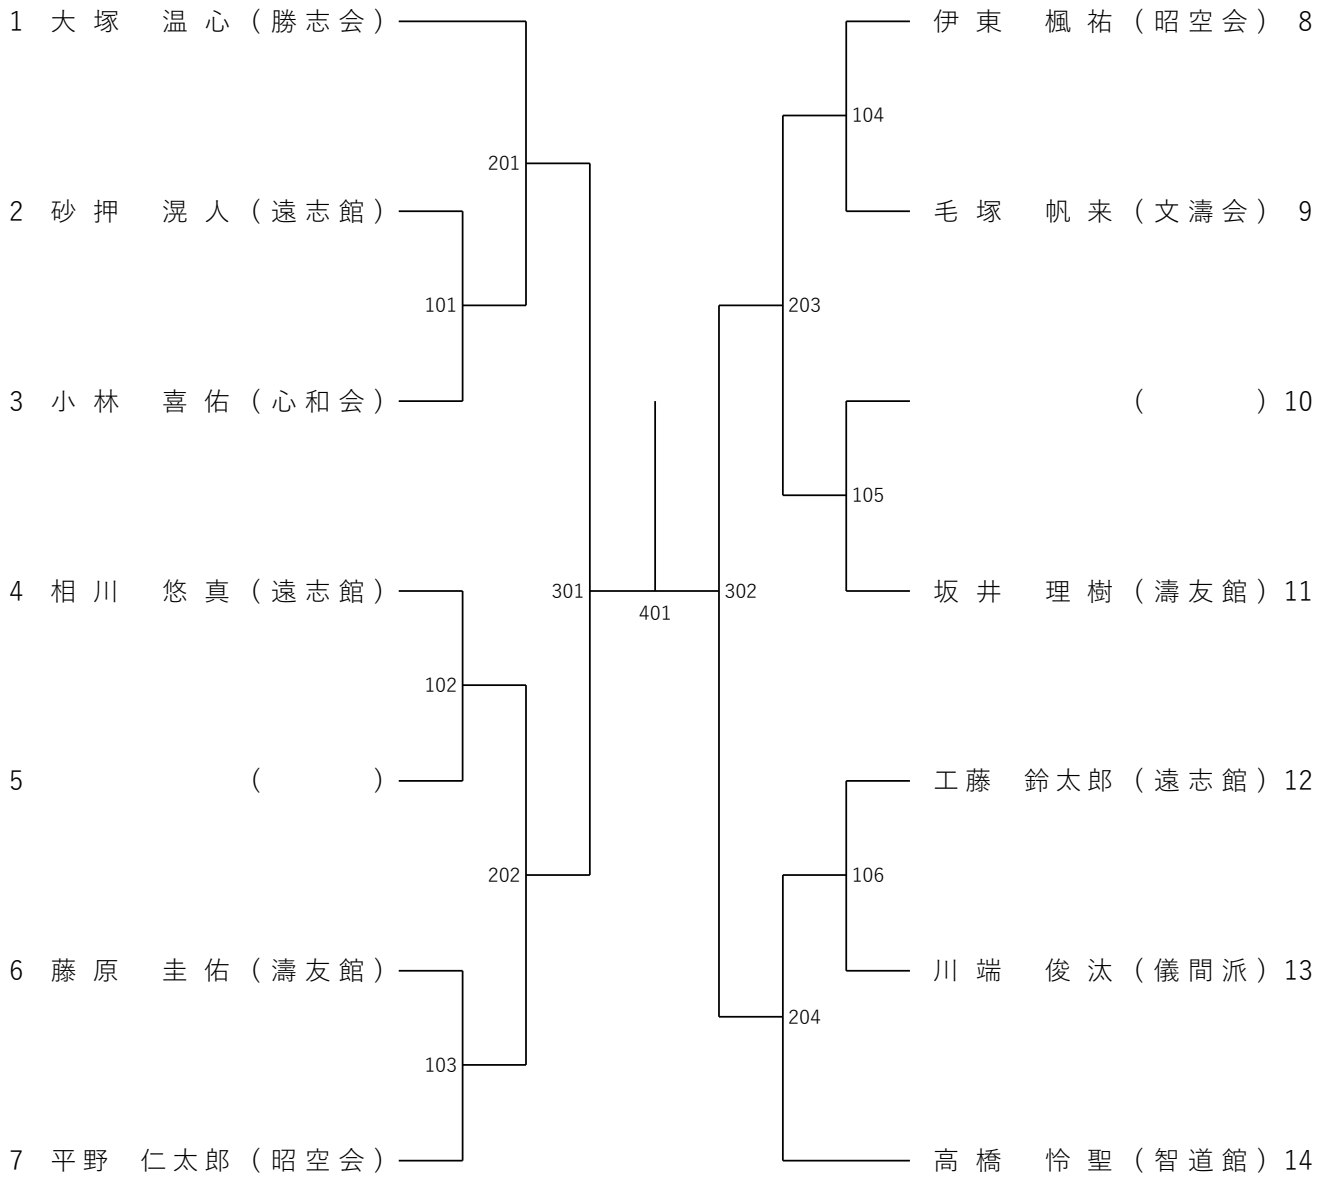 1 大塚 温心 (勝志会)
201
2 砂押 滉人 (遠志館)
101
3 小林 喜佑 (心和会)
4 相川 悠真 (遠志館)
301
102
5 ( )
202
6 藤原 圭佑 (濤友館)
103
7 平野 仁太郎 (昭空会)
401
伊東 楓祐 (昭空会) 8
104
毛塚 帆来 (文濤会) 9
203
( ) 10
105
坂井 理樹 (濤友館) 11
302
工藤 鈴太郎 (遠志館) 12
106
川端 俊汰 (儀間派) 13
204
高橋 怜聖 (智道館) 14